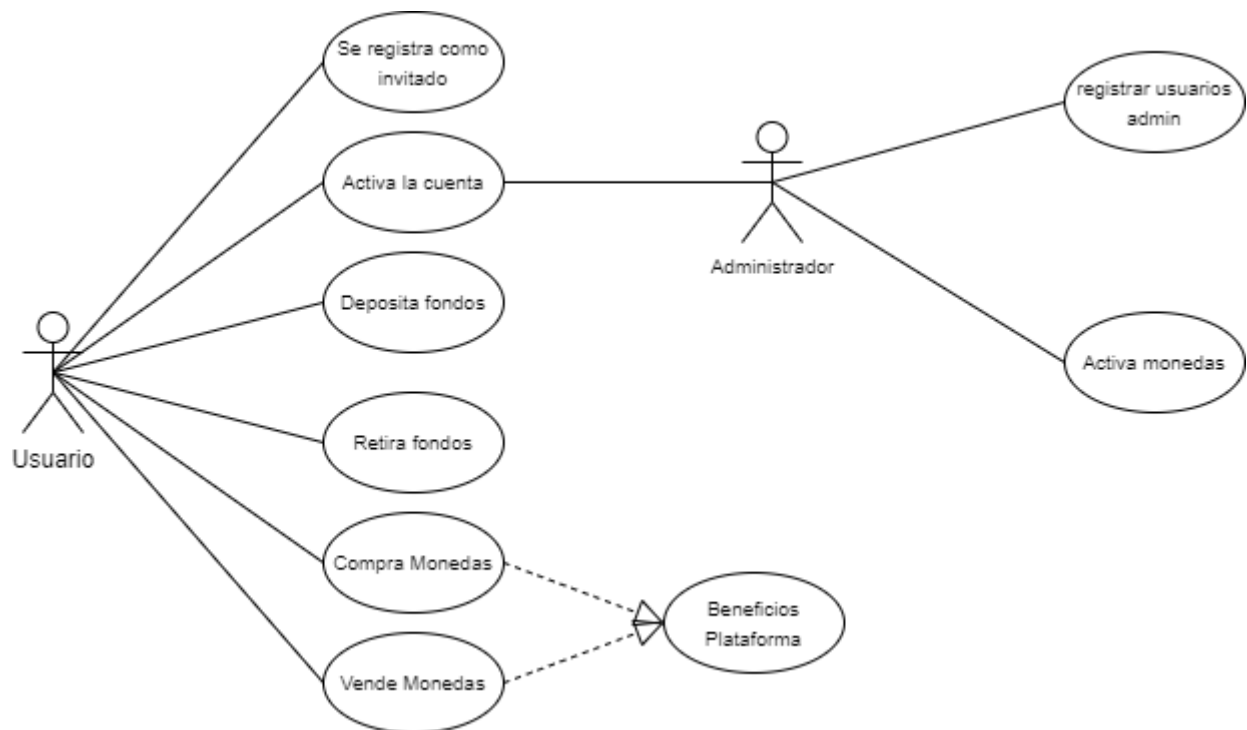 Se registra como
invitado
registrar usuarios
admin
Activa la cuenta
Administrador
Deposita fondos
Activa monedas
Retira fondos
Usuario
Compra Monedas
Beneficios
Plataforma
Vende Monedas